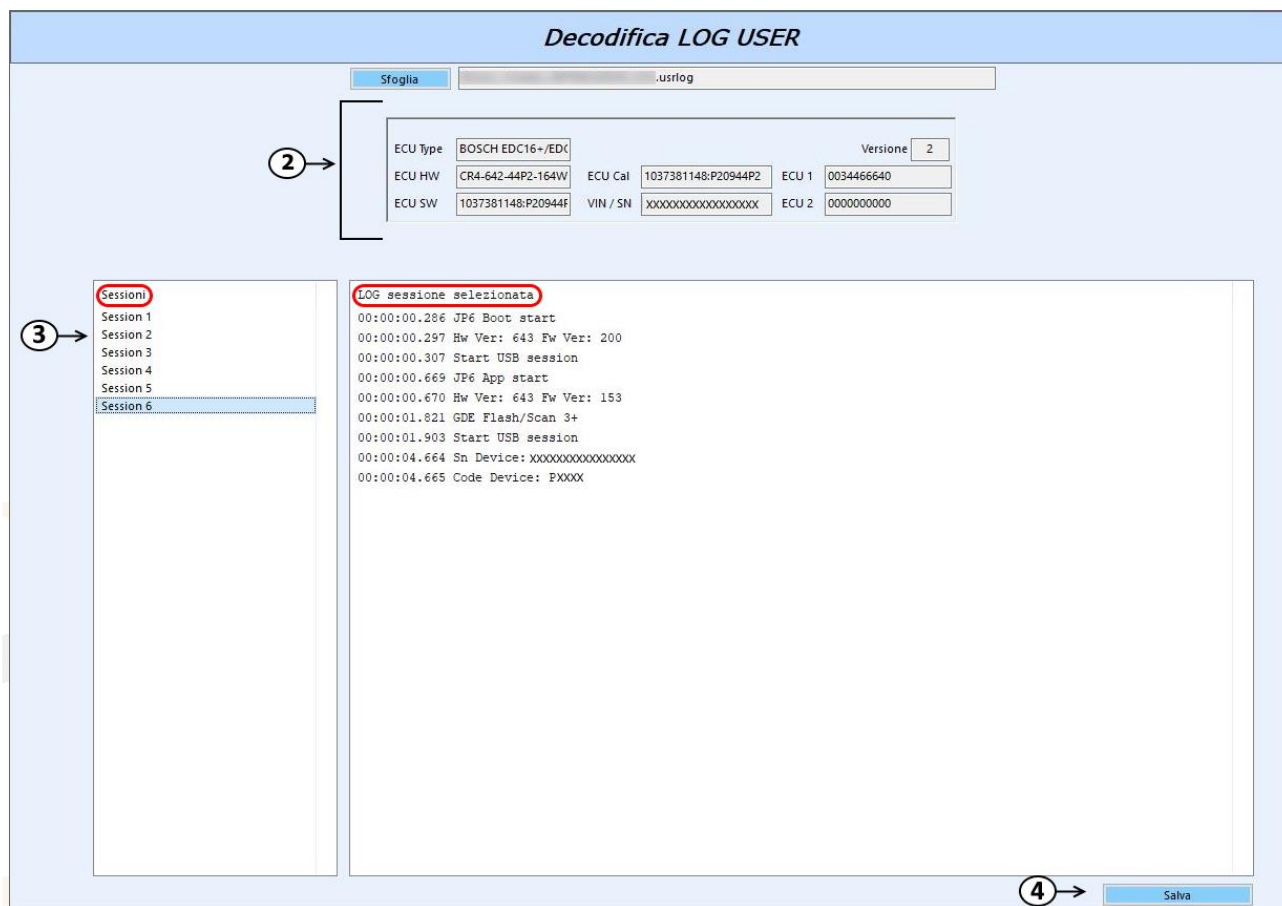 Decodifica LOG USER
Sfoglia .usrlog
2
ECU Type BOSCH EDC16+/ED Versione 2
ECU HW CR4-642-44P2-164W ECU Cal 1037381148:P20944P2 ECU 1 0034466640
ECU SW 1037381148:P20944 VIN / SN XXXXXXXXXXXXXXXXX ECU 2 0000000000
3
Sessioni
Session 1
Session 2
Session 3
Session 4
Session 5
Session 6
LOG sessione selezionata
00:00:00.286 JP6 Boot start
00:00:00.297 Hw Ver: 643 Fw Ver: 200
00:00:00.307 Start USB session
00:00:00.669 JP6 App start
00:00:00.670 Hw Ver: 643 Fw Ver: 153
00:00:01.821 GDE Flash/Scan 3+
00:00:01.903 Start USB session
00:00:04.664 Sn Device: XXXXXXXXXXXXXXXX
00:00:04.665 Code Device: PXXXX
4
Salva